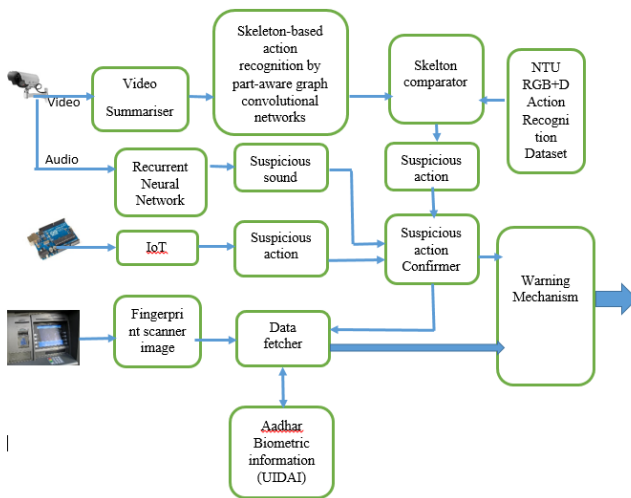 Video
Video
Summariser
Skeleton-based
action
recognition by
part-aware graph
convolutional
networks
Skelton
comparator
NTU
RGB+D
Action
Recogni
tion
Dataset
Audio
Recurrent
Neural
Network
Suspicious
sound
Suspicious
action
IoT
Suspicious
action
Suspicious
action
Confirmer
Warning
Mechanism
Fingerpri
nt scanner
image
Data
fetcher
Aadhar
Biometric
information
(UIDAI)